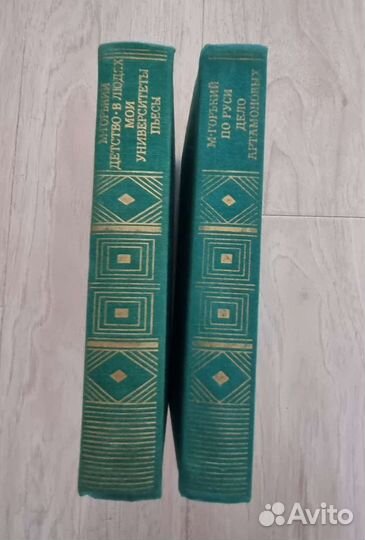 М·ГОРЬКИЙ
ДЕТСТВО·В ЛЮДЯХ
МОИ
УНИВЕРСИТЕТЫ
ПЬЕСЫ
М·ГОРЬКИЙ
ПО РУСИ
ДЕЛО
АРТАМОНОВЫХ
Avito